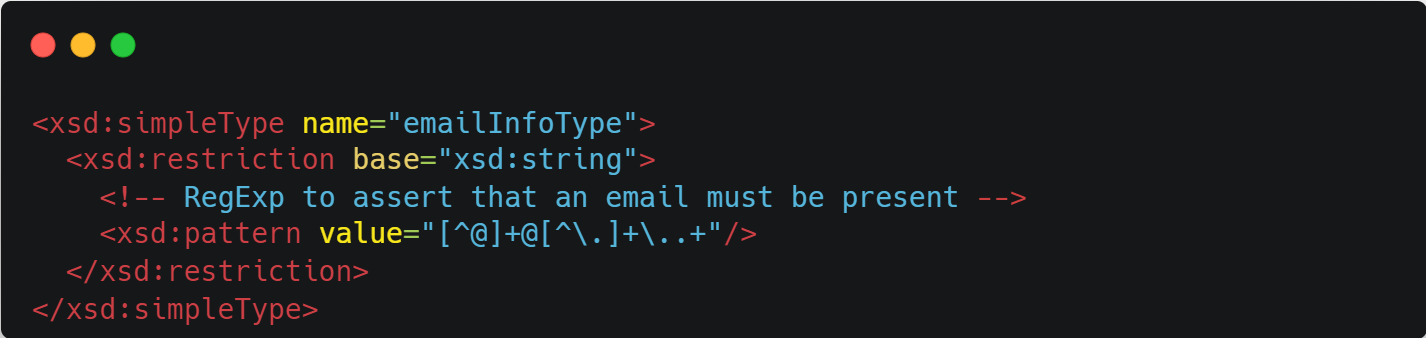 <xsd:simpleType name="emailInfoType">
  <xsd:restriction base="xsd:string">
    <!-- RegExp to assert that an email must be present -->
    <xsd:pattern value="[^@]+@[^\.]+\..+"/>
  </xsd:restriction>
</xsd:simpleType>